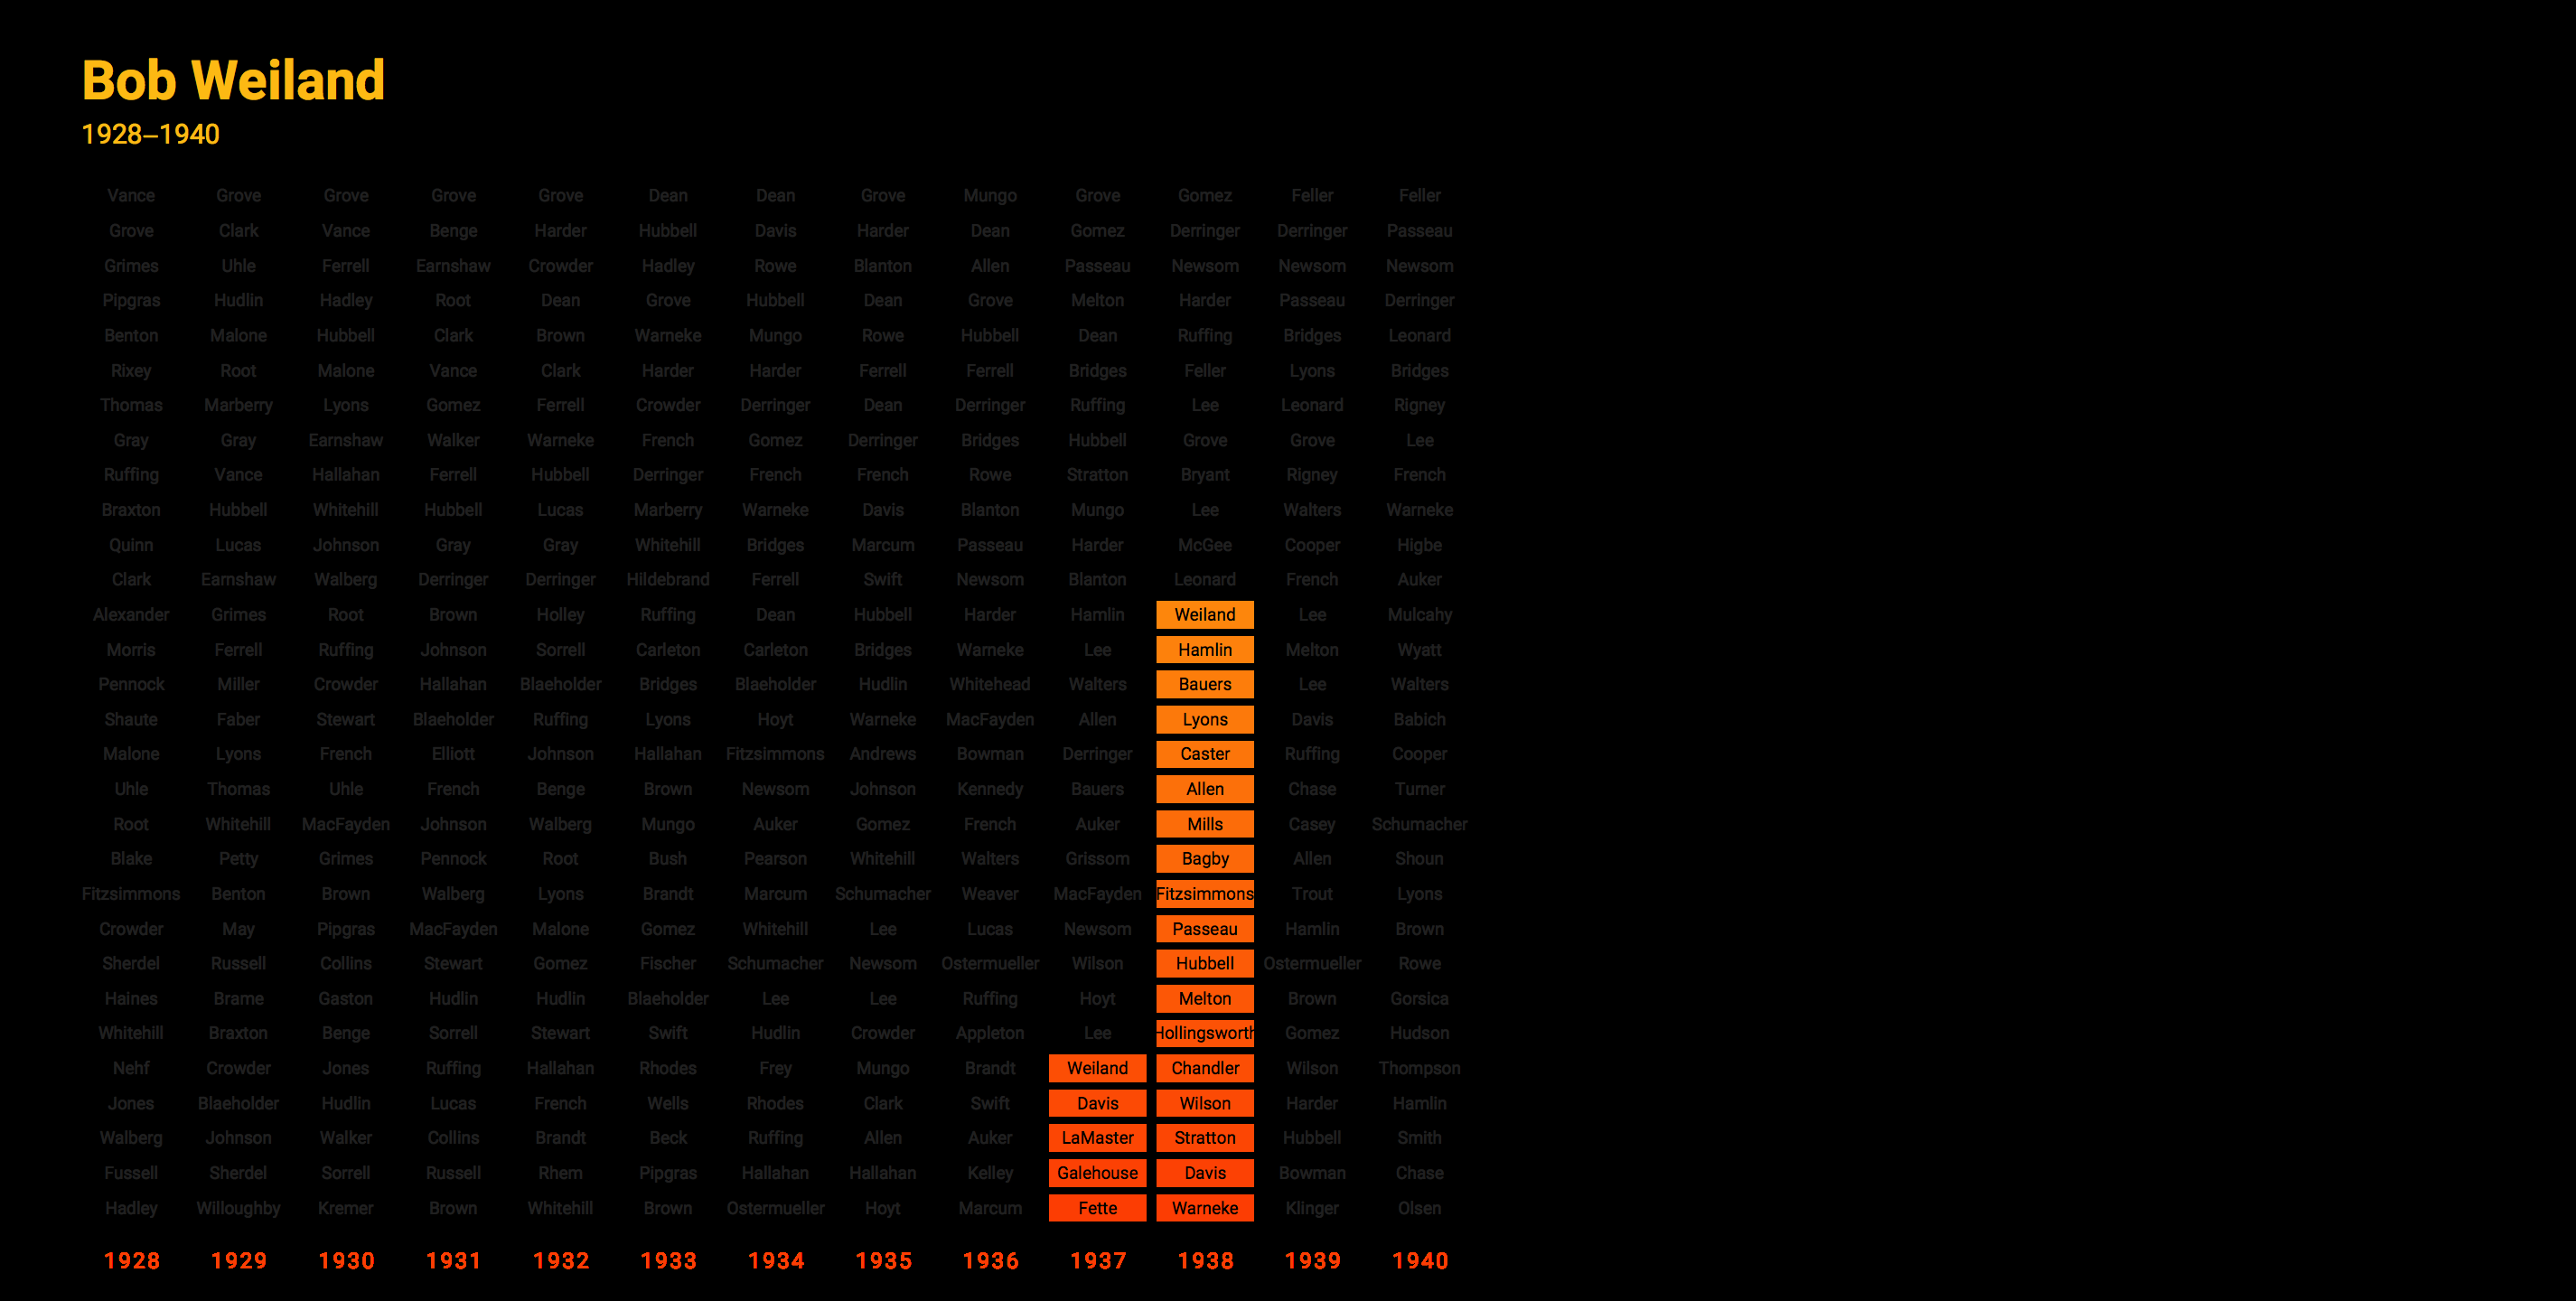 Bob Weiland
1928–1940
Vance Grove Grove Grove Grove Dean Dean Grove Mungo Grove Gomez Feller Feller
Grove Clark Vance Benge Harder Hubbell Davis Harder Dean Gomez Derringer Derringer Passeau
Grimes Uhle Ferrell Earnshaw Crowder Hadley Rowe Blanton Allen Passeau Newsom Newsom Newsom
Pipgras Hudlin Hadley Root Dean Grove Hubbell Dean Grove Melton Harder Passeau Derringer
Benton Malone Hubbell Clark Brown Warneke Mungo Rowe Hubbell Dean Ruffing Bridges Leonard
Rixey Root Malone Vance Clark Harder Harder Ferrell Ferrell Bridges Feller Lyons Bridges
Thomas Marberry Lyons Gomez Ferrell Crowder Derringer Dean Derringer Ruffing Lee Leonard Rigney
Gray Gray Earnshaw Walker Warneke French Gomez Derringer Bridges Hubbell Grove Grove Lee
Ruffing Vance Hallahan Ferrell Hubbell Derringer French French Rowe Stratton Bryant Rigney French
Braxton Hubbell Whitehill Hubbell Lucas Marberry Warneke Davis Blanton Mungo Lee Walters Warneke
Quinn Lucas Johnson Gray Gray Whitehill Bridges Marcum Passeau Harder McGee Cooper Higbe
Clark Earnshaw Walberg Derringer Derringer Hildebrand Ferrell Swift Newsom Blanton Leonard French Auker
Alexander Grimes Root Brown Holley Ruffing Dean Hubbell Harder Hamlin Weiland Lee Mulcahy
Morris Ferrell Ruffing Johnson Sorrell Carleton Carleton Bridges Warneke Lee Hamlin Melton Wyatt
Pennock Miller Crowder Hallahan Blaeholder Bridges Blaeholder Hudlin Whitehead Walters Bauers Lee Walters
Shaute Faber Stewart Blaeholder Ruffing Lyons Hoyt Warneke MacFayden Allen Lyons Davis Babich
Malone Lyons French Elliott Johnson Hallahan Fitzsimmons Andrews Bowman Derringer Caster Ruffing Cooper
Uhle Thomas Uhle French Benge Brown Newsom Johnson Kennedy Bauers Allen Chase Turner
Root Whitehill MacFayden Johnson Walberg Mungo Auker Gomez French Auker Mills Casey Schumacher
Blake Petty Grimes Pennock Root Bush Pearson Whitehill Walters Grissom Bagby Allen Shoun
Fitzsimmons Benton Brown Walberg Lyons Brandt Marcum Schumacher Weaver MacFayden Fitzsimmons Trout Lyons
Crowder May Pipgras MacFayden Malone Gomez Whitehill Lee Lucas Newsom Passeau Hamlin Brown
Sherdel Russell Collins Stewart Gomez Fischer Schumacher Newsom Ostermueller Wilson Hubbell Ostermueller Rowe
Haines Brame Gaston Hudlin Hudlin Blaeholder Lee Lee Ruffing Hoyt Melton Brown Gorsica
Whitehill Braxton Benge Sorrell Stewart Swift Hudlin Crowder Appleton Lee Hollingsworth Gomez Hudson
Nehf Crowder Jones Ruffing Hallahan Rhodes Frey Mungo Brandt Weiland Chandler Wilson Thompson
Jones Blaeholder Hudlin Lucas French Wells Rhodes Clark Swift Davis Wilson Harder Hamlin
Walberg Johnson Walker Collins Brandt Beck Ruffing Allen Auker LaMaster Stratton Hubbell Smith
Fussell Sherdel Sorrell Russell Rhem Pipgras Hallahan Hallahan Kelley Galehouse Davis Bowman Chase
Hadley Willoughby Kremer Brown Whitehill Brown Ostermueller Hoyt Marcum Fette Warneke Klinger Olsen
1928 1929 1930 1931 1932 1933 1934 1935 1936 1937 1938 1939 1940